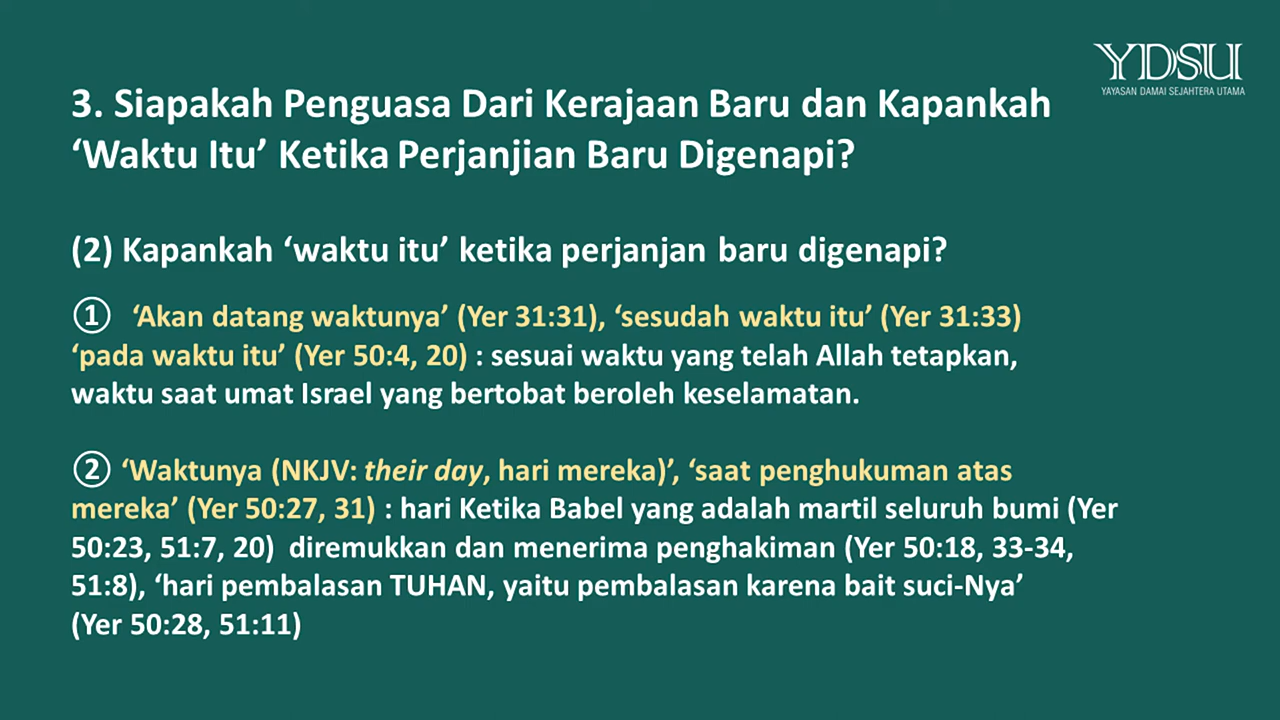 YDSU
YAYASAN DAMAI SEJAHTERA UTAMA
3. Siapakah Penguasa Dari Kerajaan Baru dan Kapankah
‘Waktu Itu’ Ketika Perjanjian Baru Digenapi?
(2) Kapankah ‘waktu itu’ ketika perjanjan baru digenapi?
① ‘Akan datang waktunya’ (Yer 31:31), ‘sesudah waktu itu’ (Yer 31:33)
‘pada waktu itu’ (Yer 50:4, 20) : sesuai waktu yang telah Allah tetapkan,
waktu saat umat Israel yang bertobat beroleh keselamatan.
② ‘Waktunya (NKJV: their day, hari mereka)’, ‘saat penghukuman atas
mereka’ (Yer 50:27, 31) : hari Ketika Babel yang adalah martil seluruh bumi (Yer
50:23, 51:7, 20) diremukkan dan menerima penghakiman (Yer 50:18, 33-34,
51:8), ‘hari pembalasan TUHAN, yaitu pembalasan karena bait suci-Nya’
(Yer 50:28, 51:11)